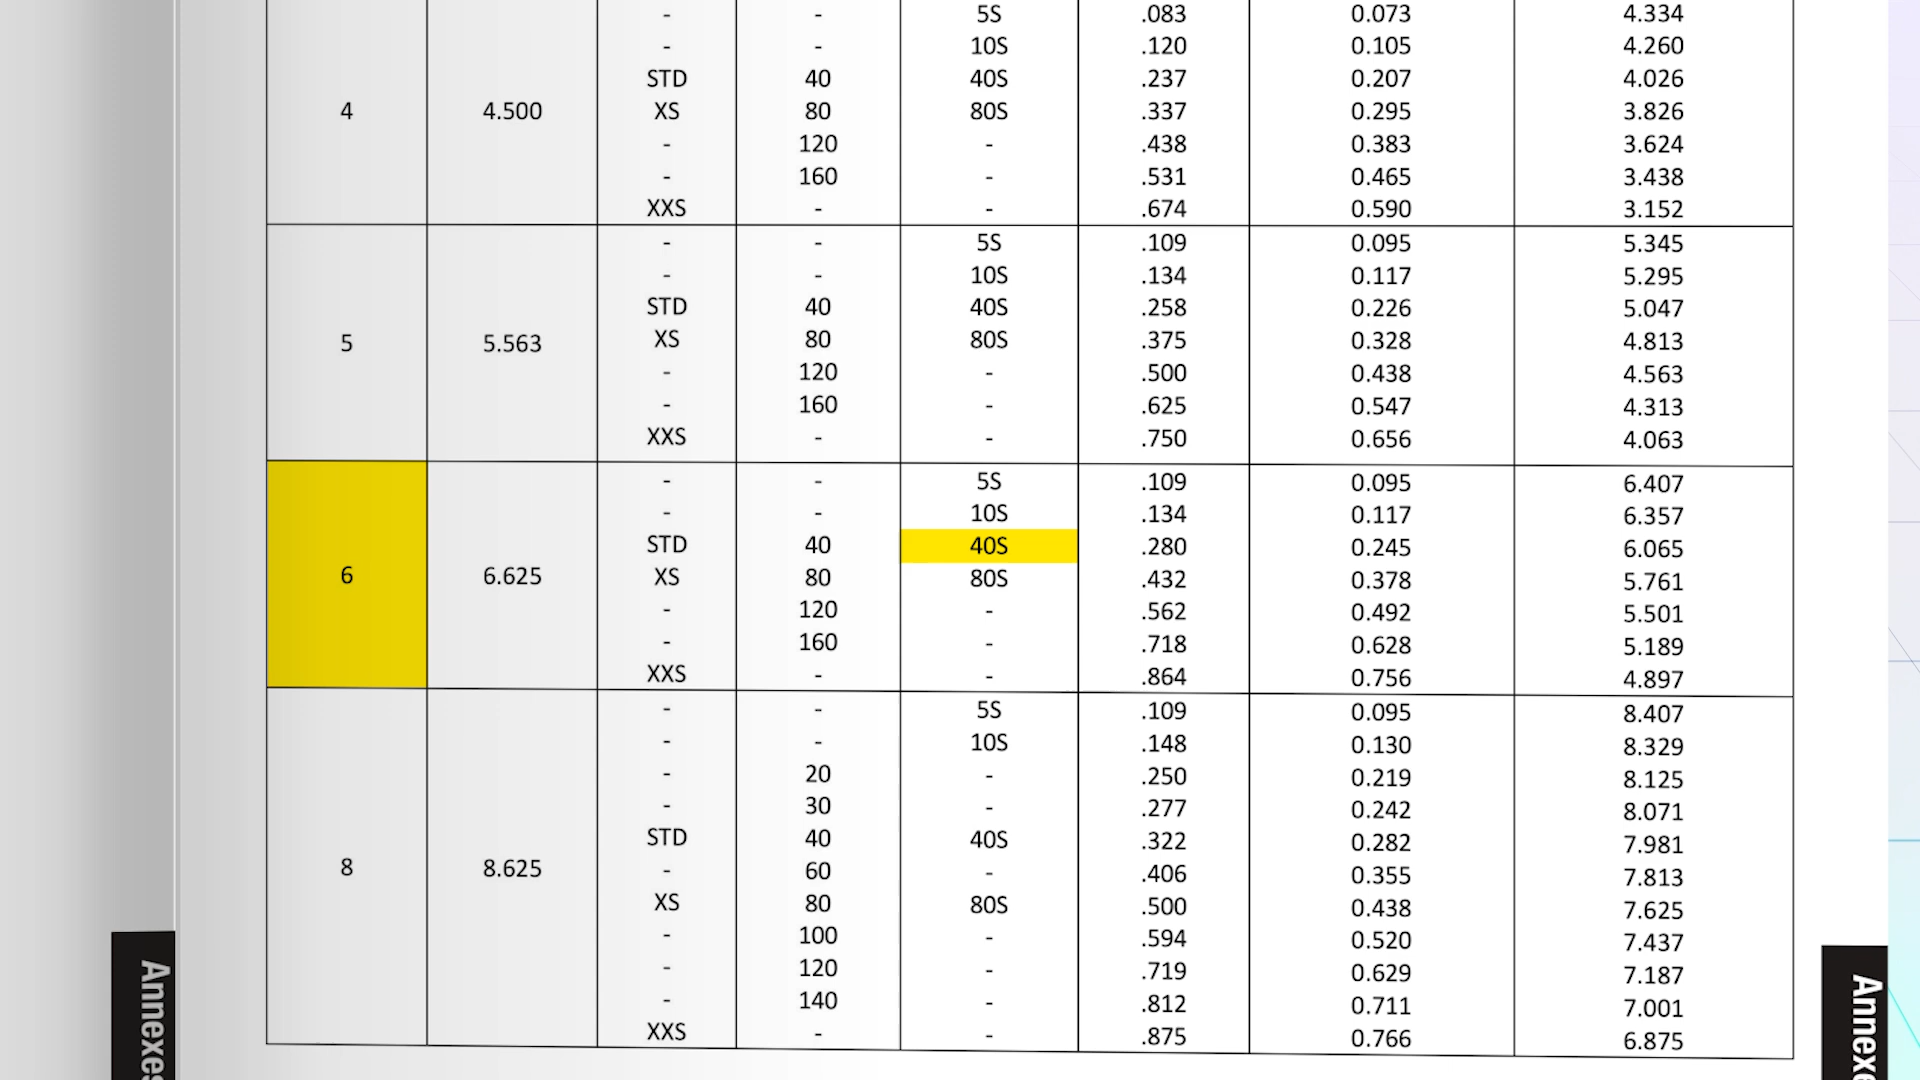 - - 5S .083 0.073 4.334
- - 10S .120 0.105 4.260
STD 40 40S .237 0.207 4.026
4 4.500 XS 80 80S .337 0.295 3.826
- 120 - .438 0.383 3.624
- 160 - .531 0.465 3.438
XXS - - .674 0.590 3.152
- - 5S .109 0.095 5.345
- - 10S .134 0.117 5.295
STD 40 40S .258 0.226 5.047
5 5.563 XS 80 80S .375 0.328 4.813
- 120 - .500 0.438 4.563
- 160 - .625 0.547 4.313
XXS - - .750 0.656 4.063
- - 5S .109 0.095 6.407
- - 10S .134 0.117 6.357
STD 40 40S .280 0.245 6.065
6 6.625 XS 80 80S .432 0.378 5.761
- 120 - .562 0.492 5.501
- 160 - .718 0.628 5.189
XXS - - .864 0.756 4.897
- - 5S .109 0.095 8.407
- - 10S .148 0.130 8.329
- 20 - .250 0.219 8.125
- 30 - .277 0.242 8.071
STD 40 40S .322 0.282 7.981
8 8.625 - 60 - .406 0.355 7.813
XS 80 80S .500 0.438 7.625
- 100 - .594 0.520 7.437
- 120 - .719 0.629 7.187
- 140 - .812 0.711 7.001
XXS - - .875 0.766 6.875
Annexes
Annexe